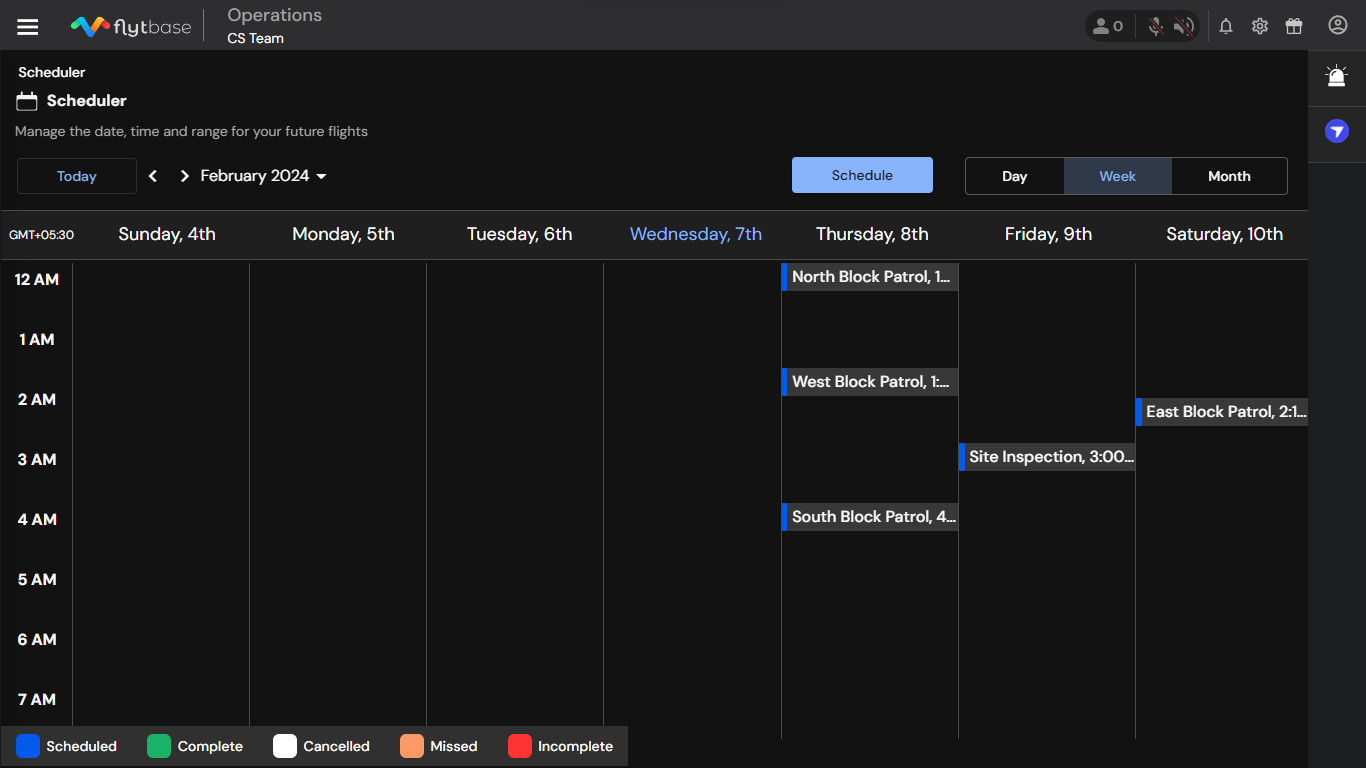 flytbase
Operations
CS Team
0
Scheduler
Scheduler
Manage the date, time and range for your future flights
Today
February 2024
Schedule
Day
Week
Month
GMT+05:30
Sunday, 4th
Monday, 5th
Tuesday, 6th
Wednesday, 7th
Thursday, 8th
Friday, 9th
Saturday, 10th
12 AM
North Block Patrol, 1...
1 AM
West Block Patrol, 1:...
2 AM
East Block Patrol, 2:1...
3 AM
Site Inspection, 3:00...
4 AM
South Block Patrol, 4...
5 AM
6 AM
7 AM
Scheduled
Complete
Cancelled
Missed
Incomplete